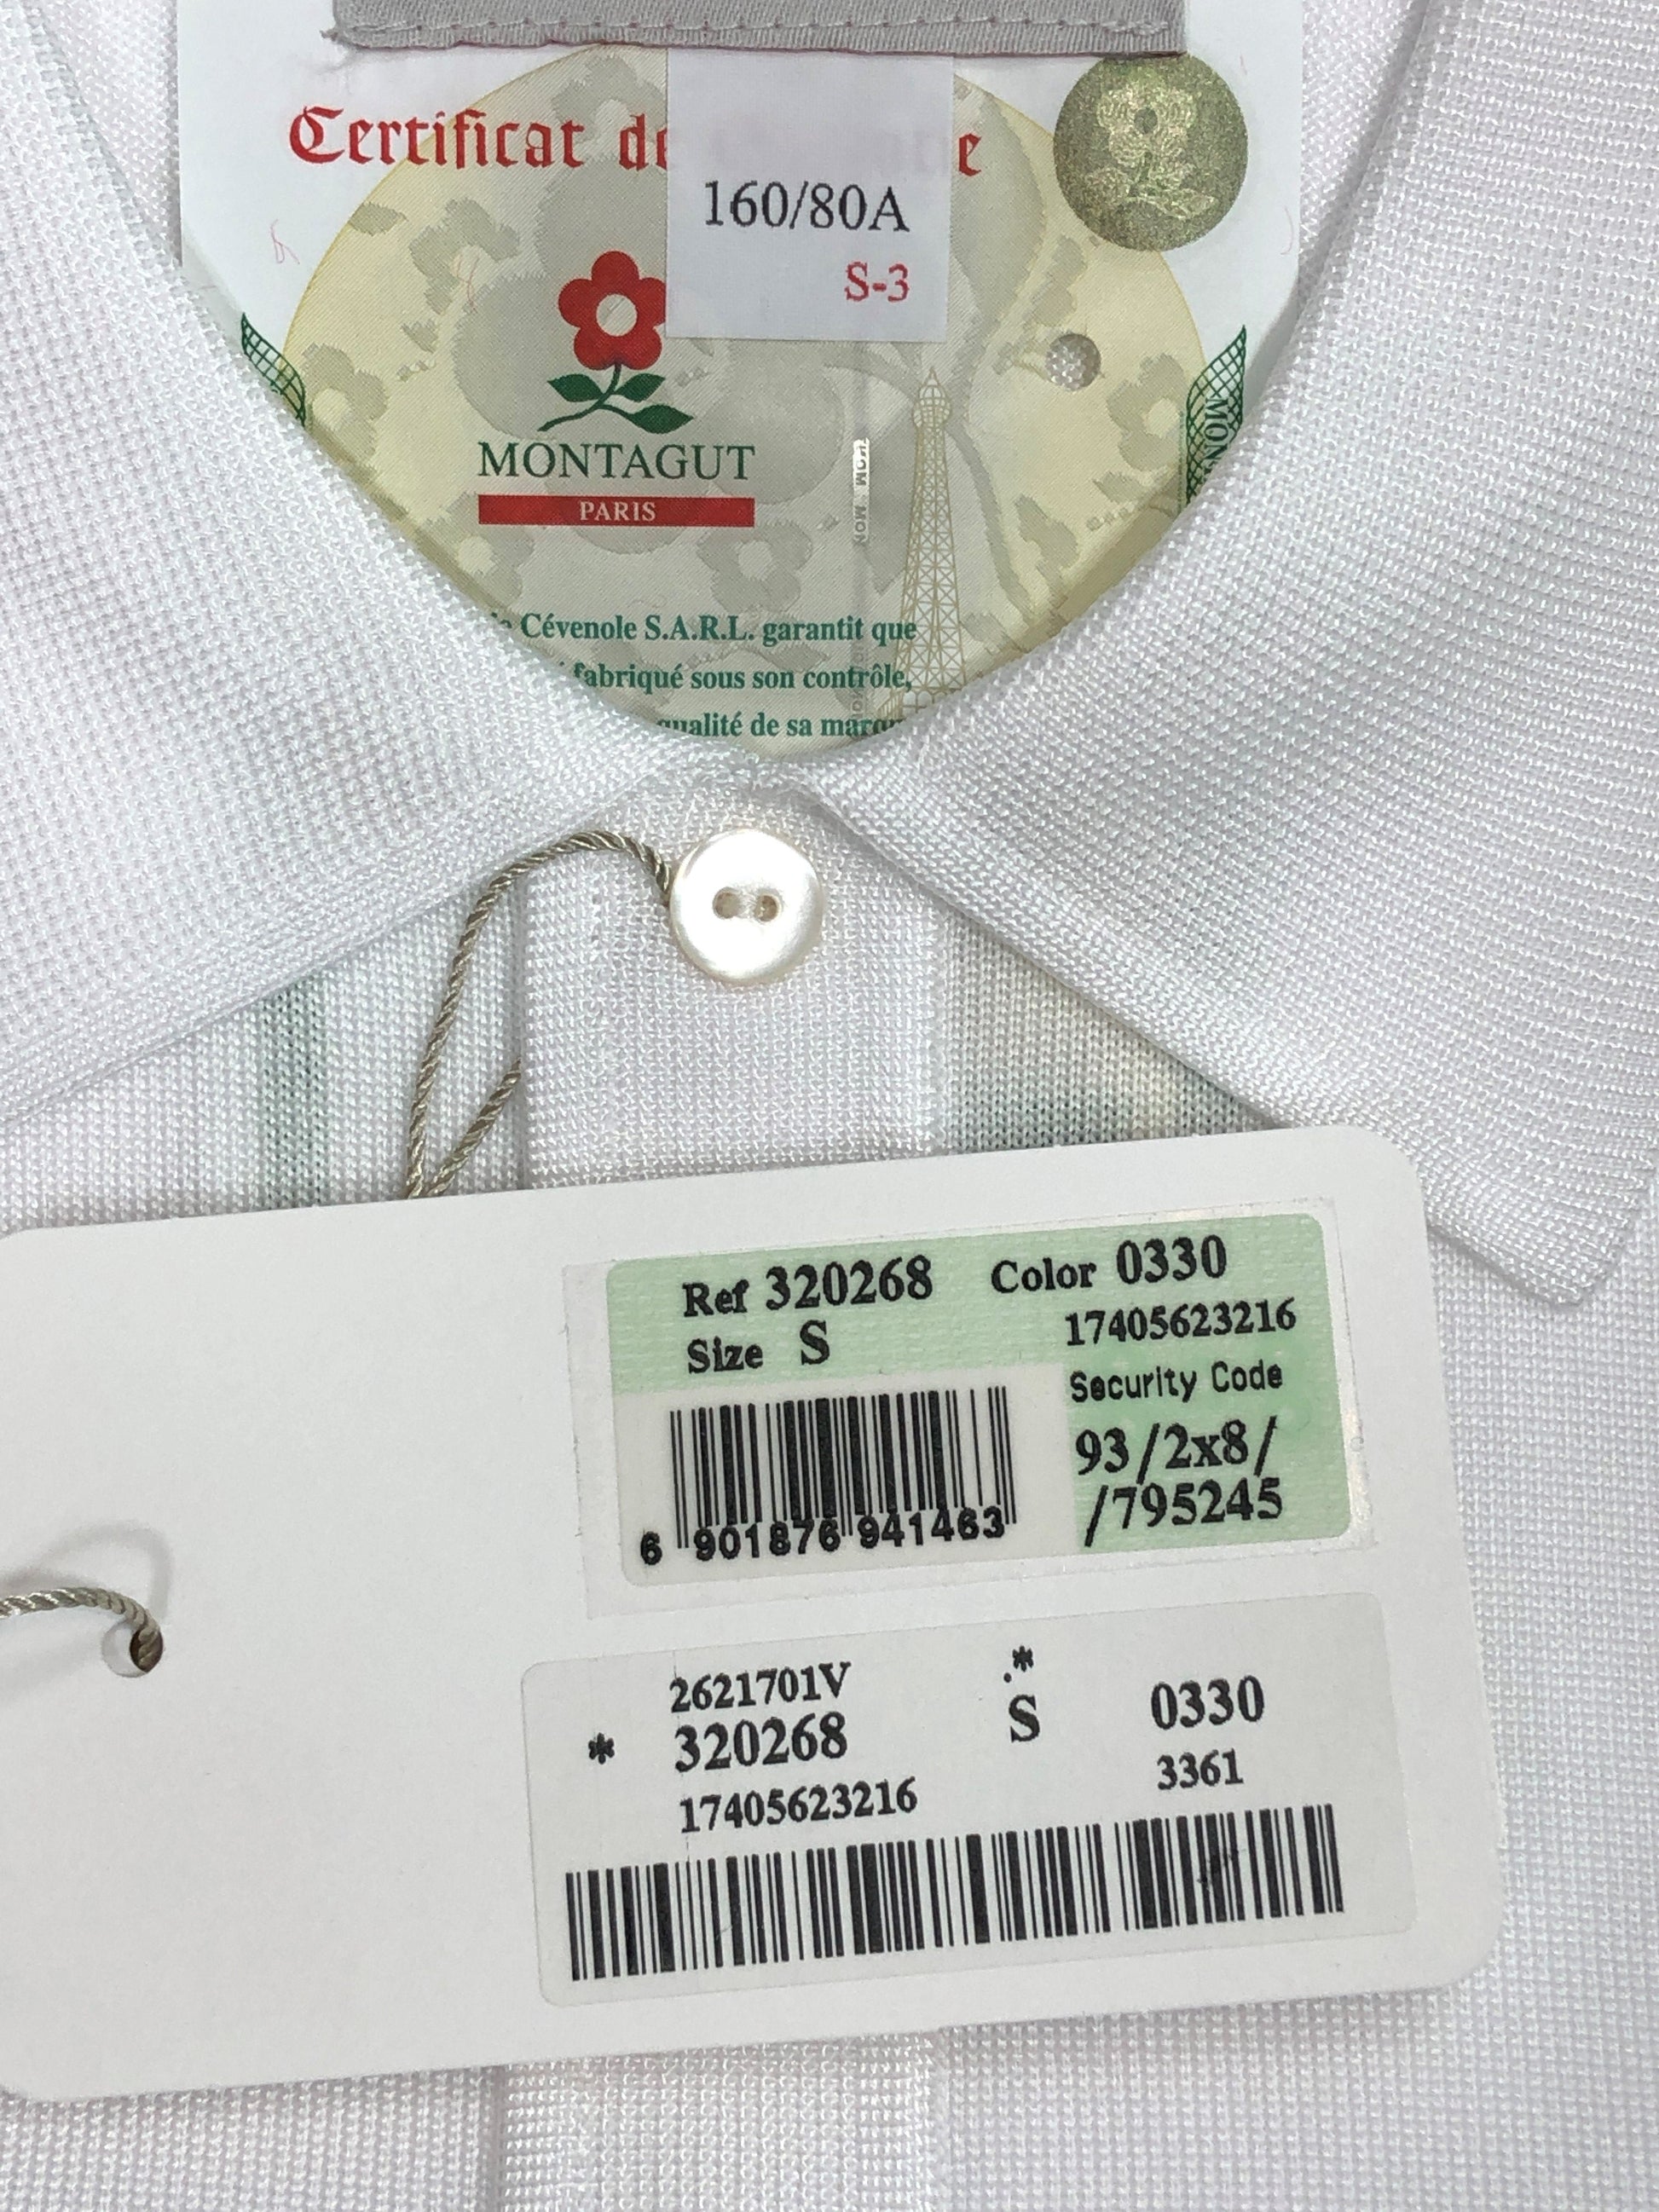 Certificat de
160/80A
S-3
MONTAGUT
PARIS
Cévenole S.A.R.L. garantit que
fabriqué sous son contrôle,
qualité de sa
Ref 320268 Color 0330
Size S 17405623216
Security Code
93/2x8/
/795245
6 901876 941463
2621701V *
* 320268 S 0330
17405623216 3361